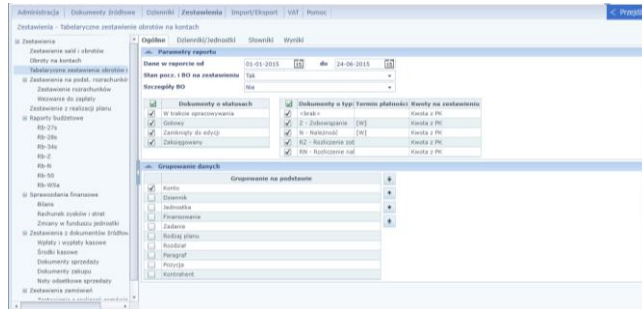 Administracja | Dokumenty źródłowe | Dzienniki | Zestawienia | Import/Eksport | VAT | Pomoc
< Przejdź
Zestawienia - Tabelaryczne zestawienie obrotów na kontach
Zestawienia
Zestawienie sald i obrotów
Obroty na kontach
Tabelaryczne zestawienie obrotów i
Zestawienia na podst. rozrachunków
Zestawienie rozrachunków
Wezwanie do zapłaty
Zestawienie z realizacji planu
Raporty budżetowe
Rb-27s
Rb-28s
Rb-34s
Rb-Z
Rb-N
Rb-50
Rb-WSa
Sprawozdania finansowe
Bilans
Rachunek zysków i strat
Zmiany w funduszu jednostki
Zestawienia z dokumentów źródłow
Wpłaty i wypłaty kasowe
Środki kasowe
Dokumenty sprzedaży
Dokumenty zakupu
Noty odsetkowe sprzedaży
Zestawienia zamówień
Ogólne Dzienniki/Jednostki Słowniki Wyniki
Parametry raportu
Dane w raporcie od 01-01-2015 do 24-06-2015
Stan pocz. i BO na zestawieniu Tak
Szczegóły BO Nie
Dokumenty o statusach
W trakcie opracowywania
Gotowy
Zamknięty do edycji
Zaksięgowany
Dokumenty o typ: Termin płatności Kwoty na zestawieniu
<brak> Kwota z PK
Z - Zobowiązanie [W] Kwota z PK
N - Należność [W] Kwota z PK
RZ - Rozliczenie zob Kwota z PK
RN - Rozliczenie nal Kwota z PK
Grupowanie danych
Grupowanie na podstawie
Konto
Dziennik
Jednostka
Finansowanie
Zadanie
Rodzaj planu
Rozdział
Paragraf
Pozycja
Kontrahent